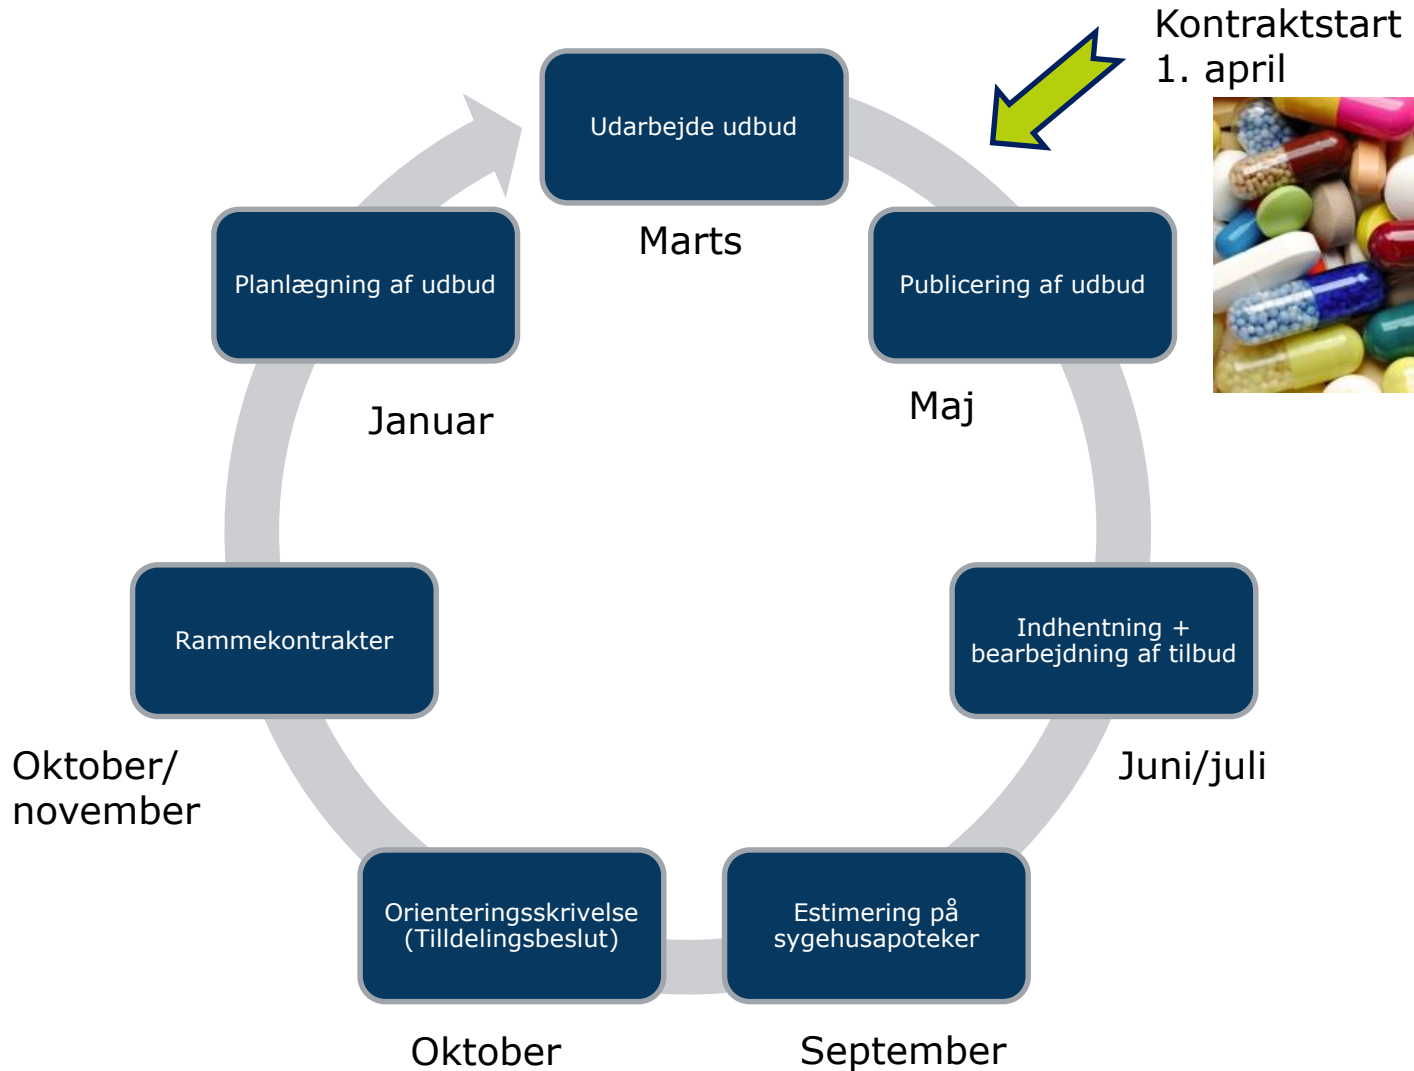 Kontraktstart
1. april
Udarbejde udbud
Marts
Publicering af udbud
Maj
Indhentning +
bearbejdning af tilbud
Juni/juli
Estimering på
sygehusapoteker
September
Orienteringsskrivelse
(Tilldelingsbeslut)
Oktober
Rammekontrakter
Oktober/
november
Planlægning af udbud
Januar